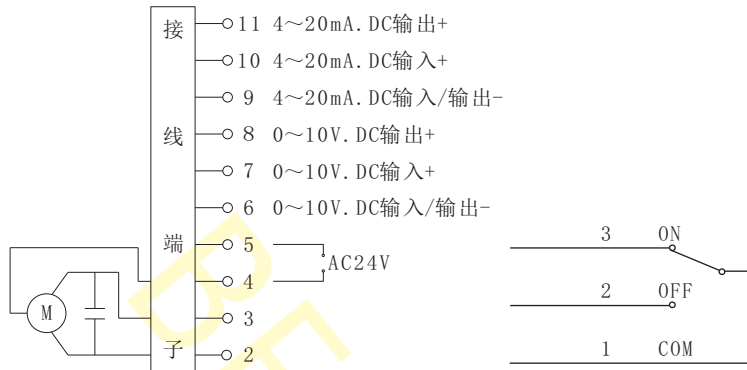 接线端子
11 4～20mA.DC输出+
10 4～20mA.DC输入+
9 4～20mA.DC输入/输出-
8 0～10V.DC输出+
7 0～10V.DC输入+
6 0～10V.DC输入/输出-
5
AC24V
4
3
2
M
3 ON
2 OFF
1 COM